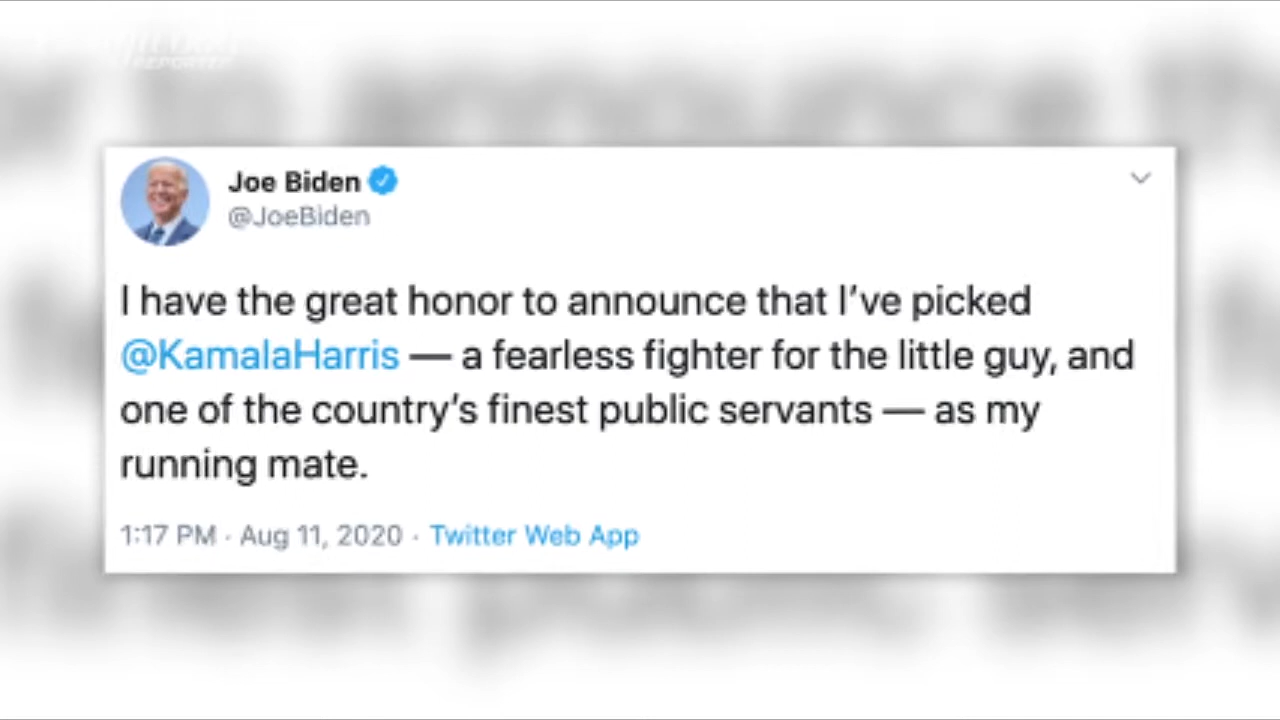 Joe Biden
@JoeBiden
I have the great honor to announce that I've picked
@KamalaHarris — a fearless fighter for the little guy, and
one of the country's finest public servants — as my
running mate.
1:17 PM · Aug 11, 2020 · Twitter Web App